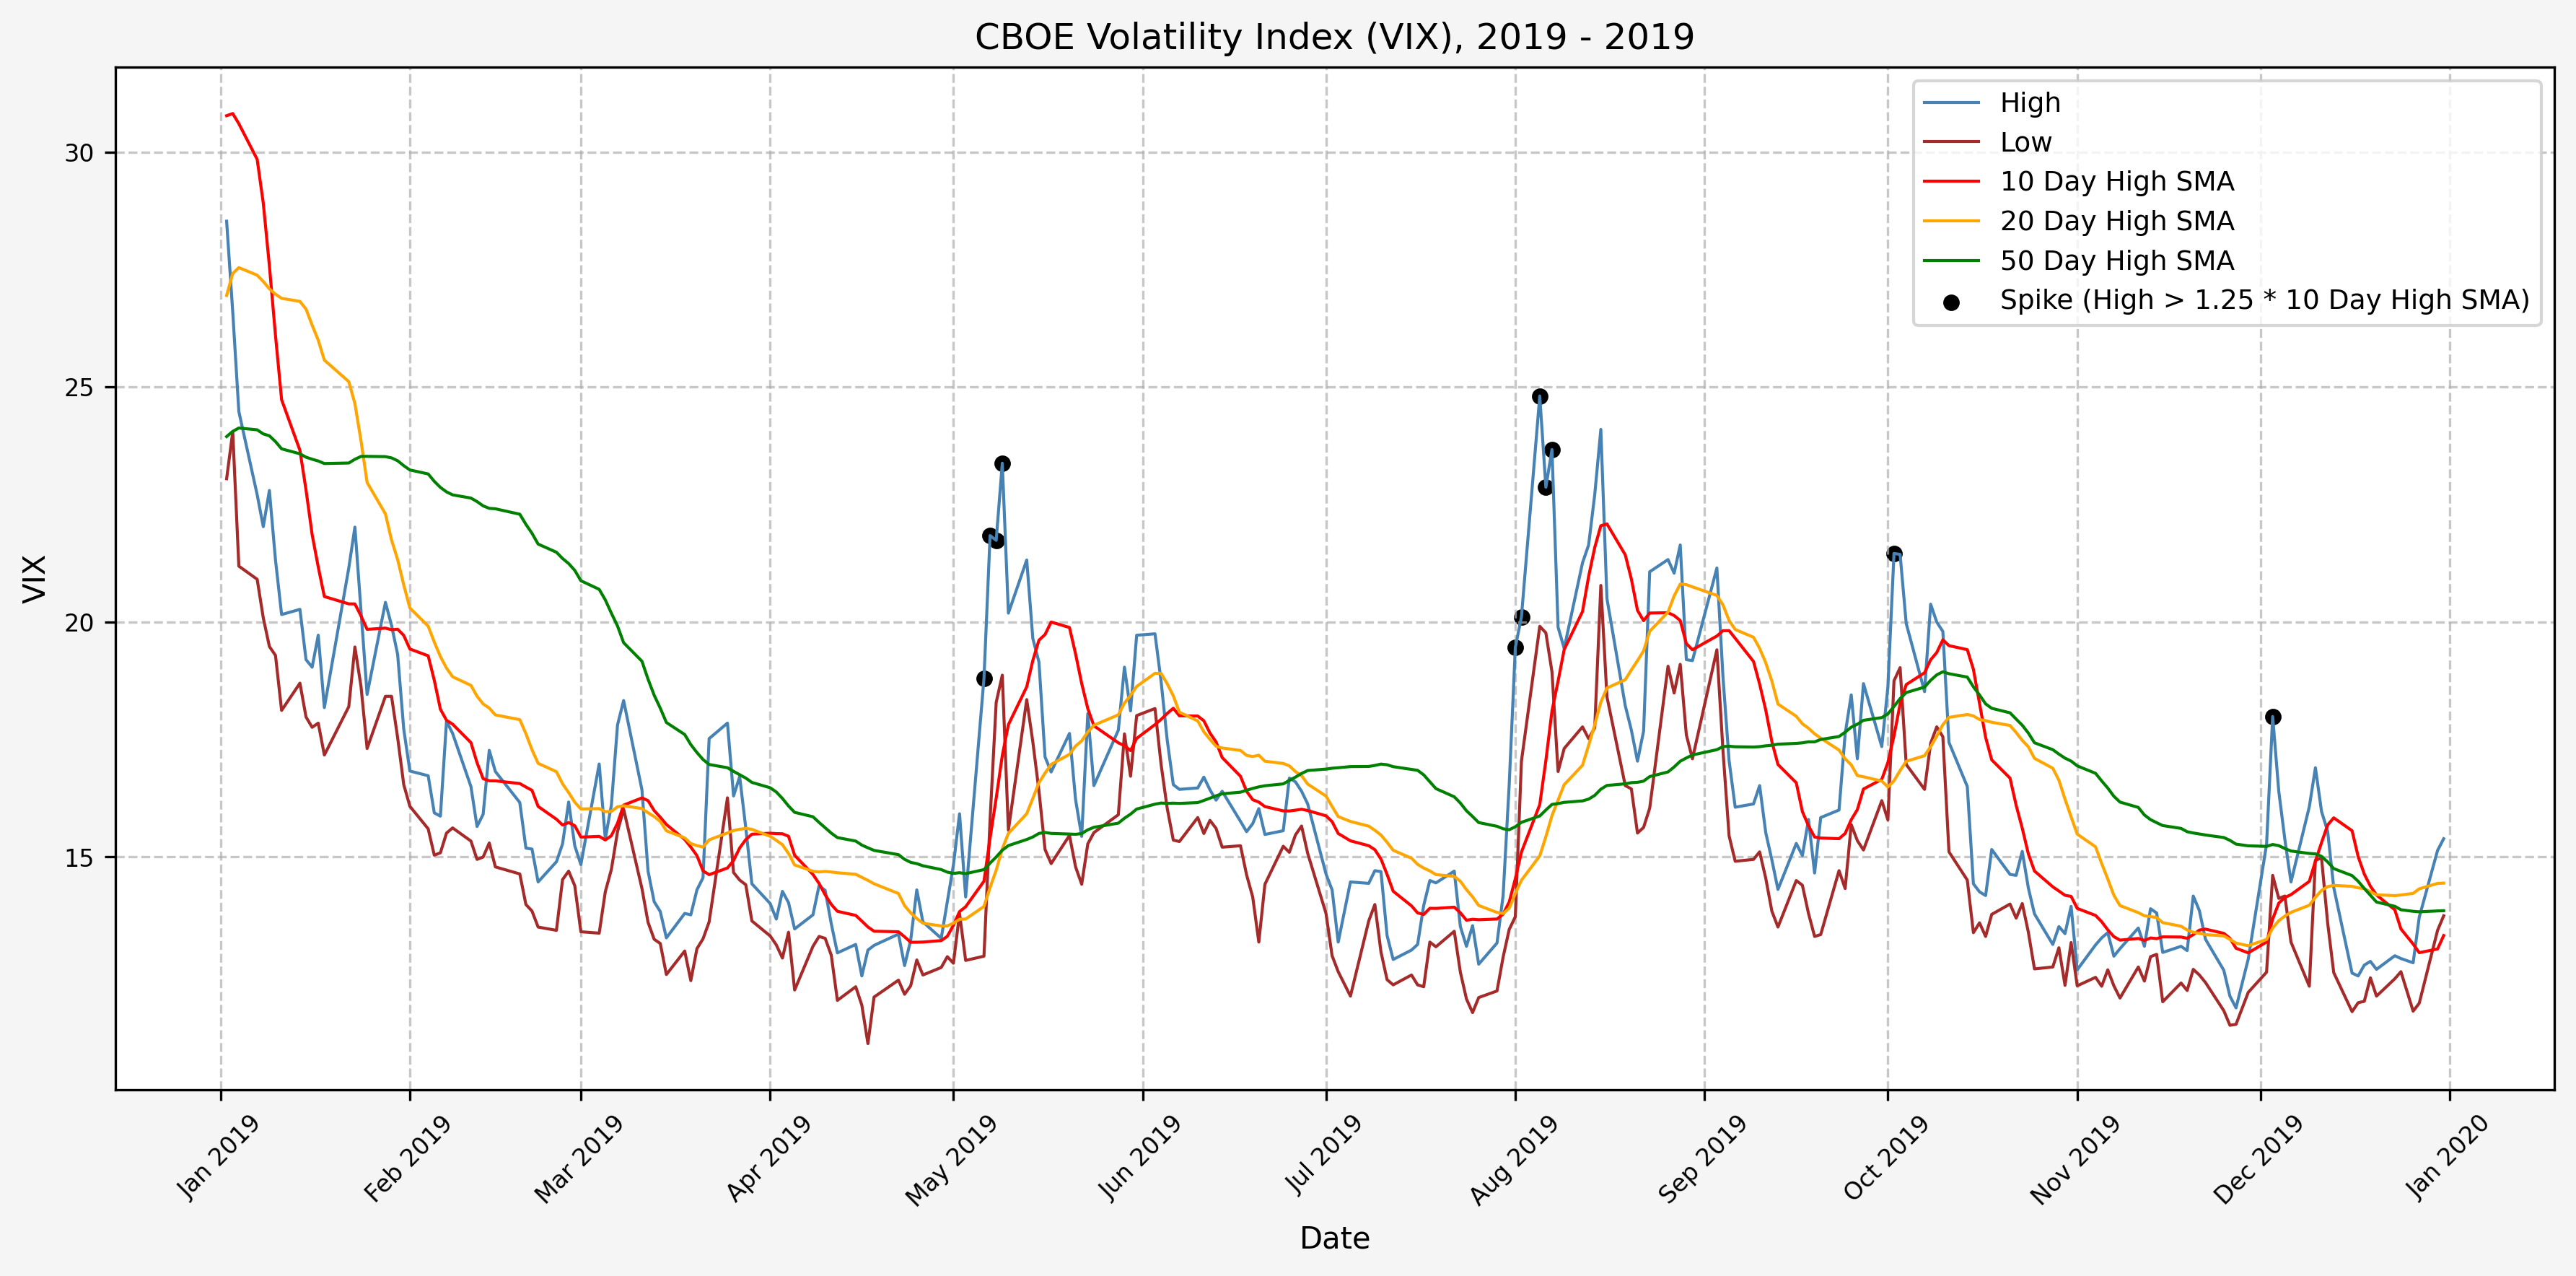 CBOE Volatility Index (VIX), 2019 - 2019
High
Low
10 Day High SMA
20 Day High SMA
50 Day High SMA
Spike (High > 1.25 * 10 Day High SMA)
VIX
30
25
20
15
Jan 2019
Feb 2019
Mar 2019
Apr 2019
May 2019
Jun 2019
Jul 2019
Aug 2019
Sep 2019
Oct 2019
Nov 2019
Dec 2019
Jan 2020
Date